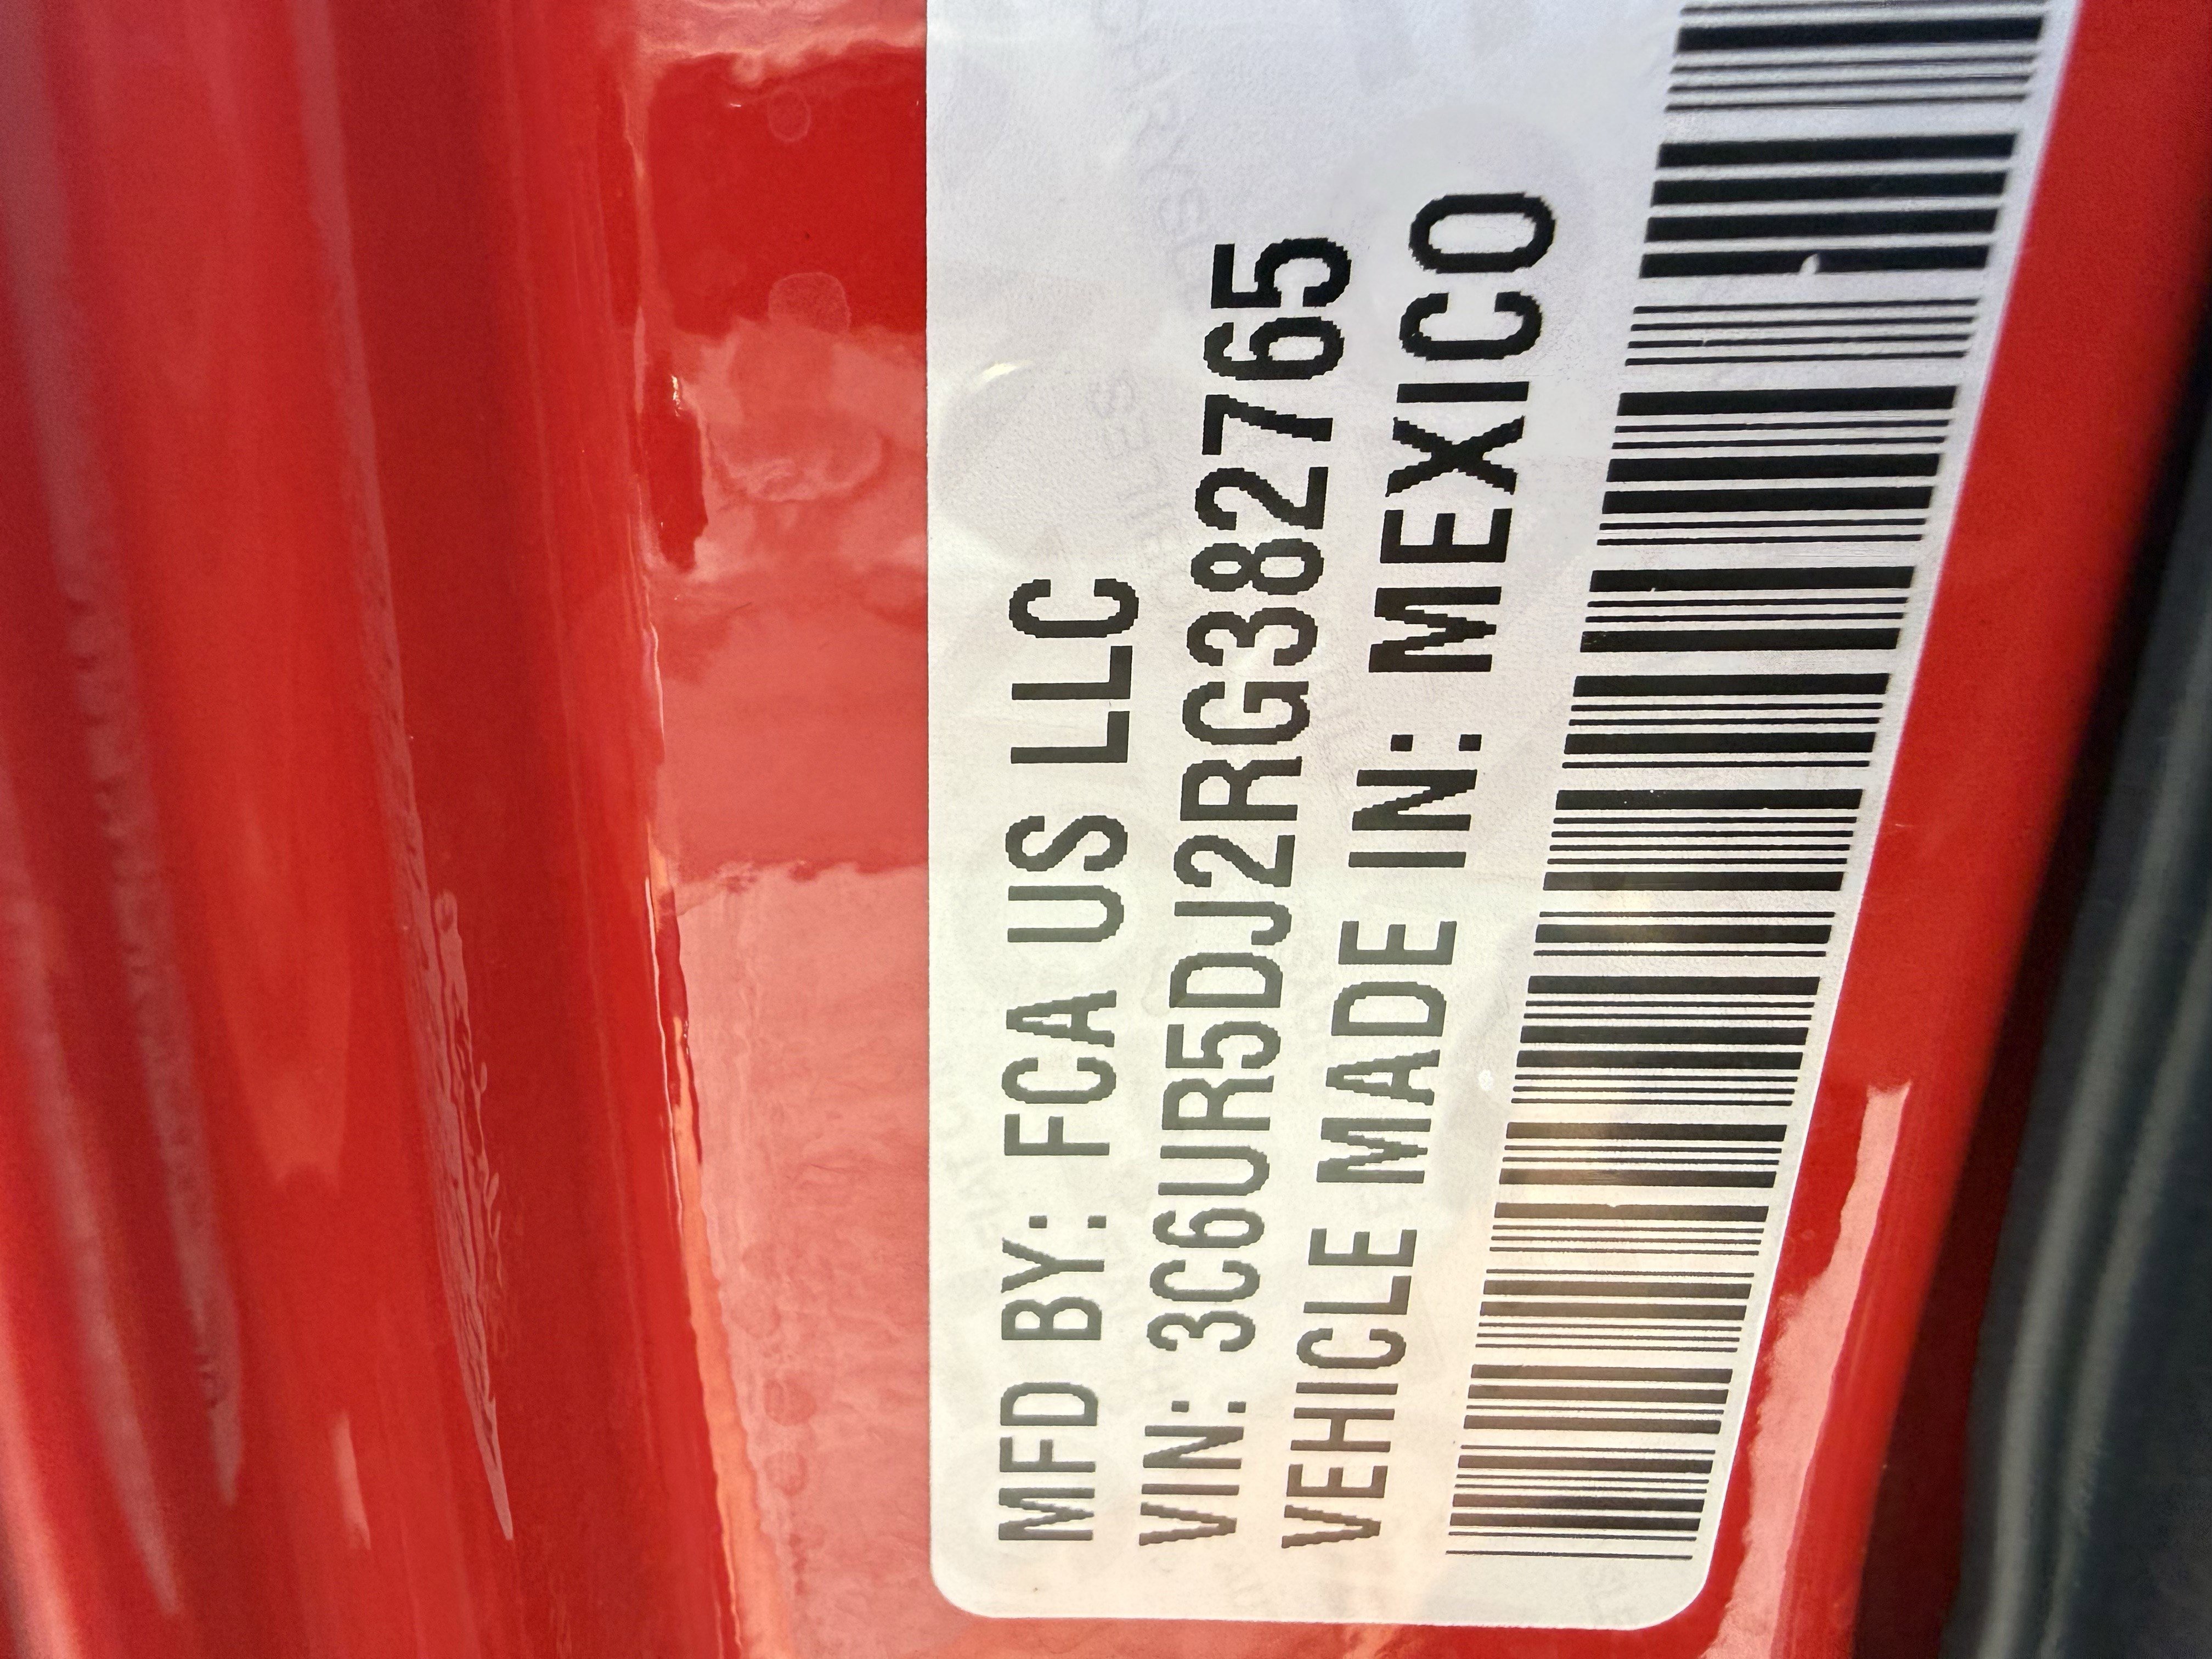 MFD BY: FCA US LLC
VIN: 3C6UR5DJ2RG382765
VEHICLE MADE IN: MEXICO